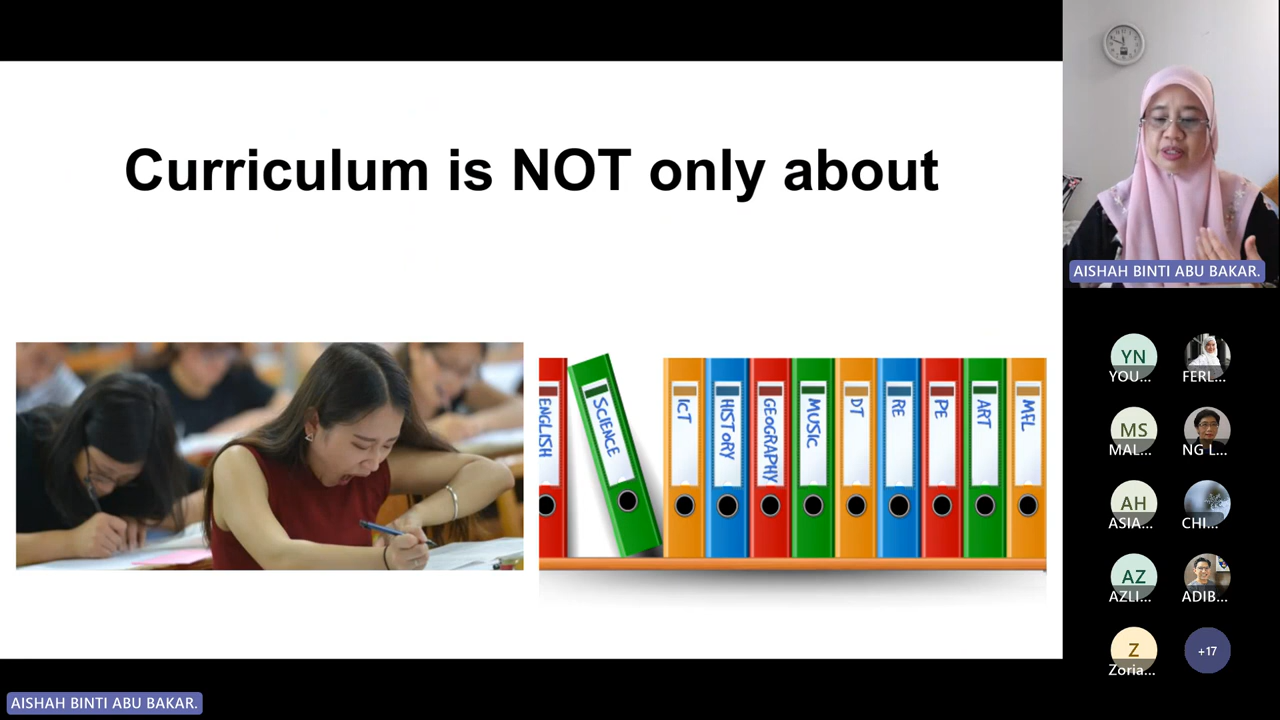 Curriculum is NOT only about
ENGLISH
SCIENCE
ICT
HISTORY
GEOGRAPHY
MUSIC
DT
RE
PE
ART
MFL
AISHAH BINTI ABU BAKAR.
YN
YOU...
FERL...
MS
MAL...
NG L...
AH
ASIA...
CHI...
AZ
AZLI...
ADIB...
Z
Zoria...
+17
AISHAH BINTI ABU BAKAR.